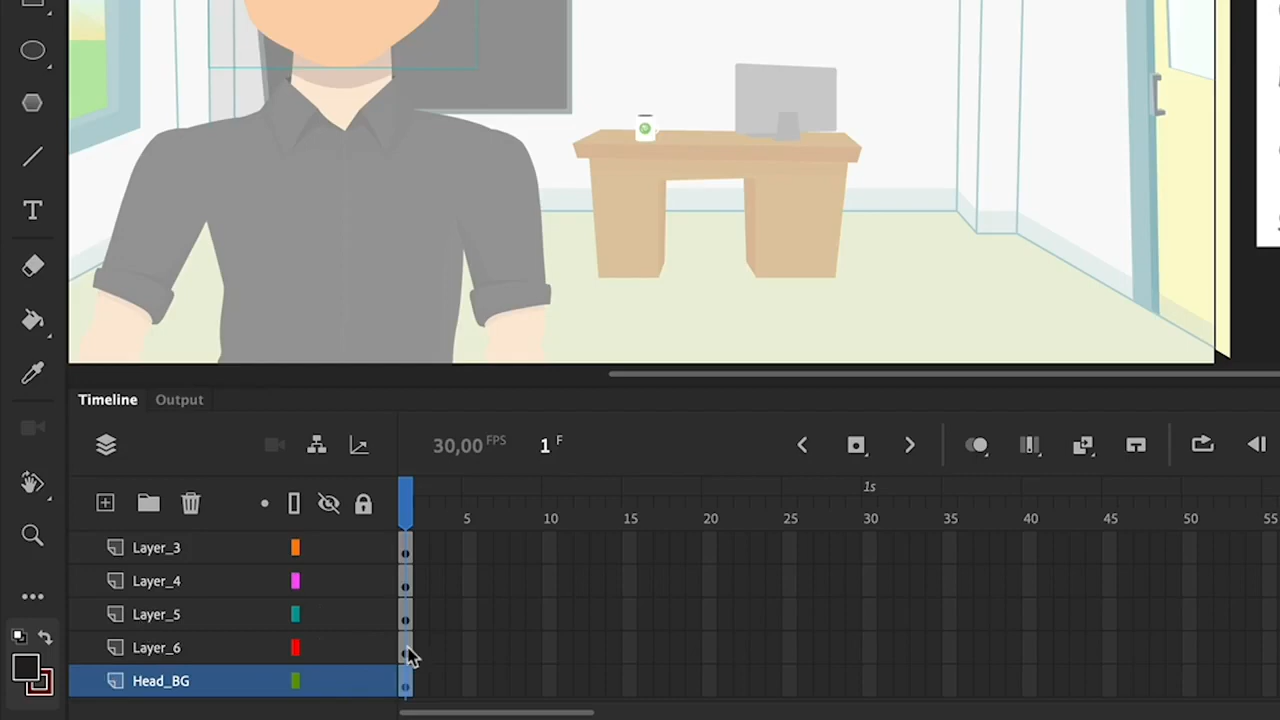 Timeline Output
30,00 FPS 1 F
1s
5 10 15 20 25 30 35 40 45 50 55
Layer_3
Layer_4
Layer_5
Layer_6
Head_BG